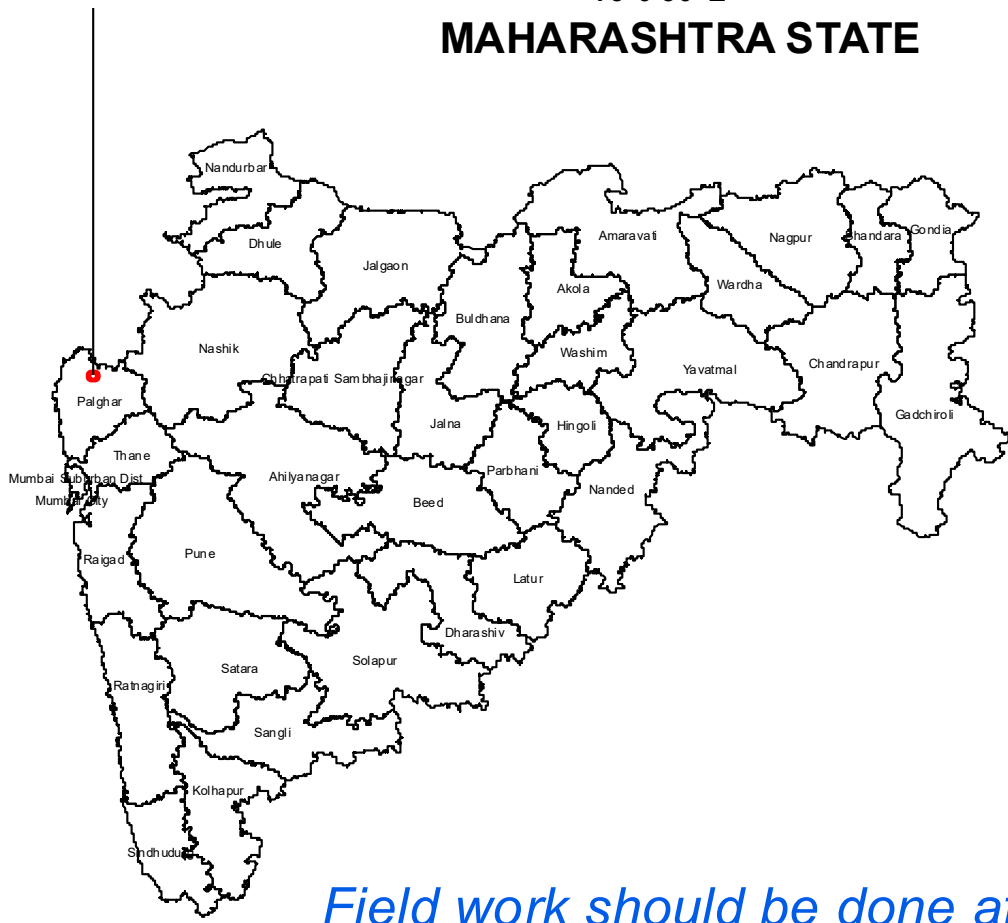 MAHARASHTRA STATE
Nandurbar
Dhule
Jalgaon
Amaravati
Nagpur
Bhandara
Gondia
Akola
Wardha
Buldhana
Nashik
Washim
Chhatrapati Sambhajinagar
Yavatmal
Chandrapur
Palghar
Gadchiroli
Jalna
Hingoli
Thane
Parbhani
Mumbai Suburban Dist
Ahilyanagar
Nanded
Mumbai City
Beed
Raigad
Pune
Latur
Dharashiv
Solapur
Satara
Ratnagiri
Sangli
Kolhapur
Sindhudurg
Field work should be done